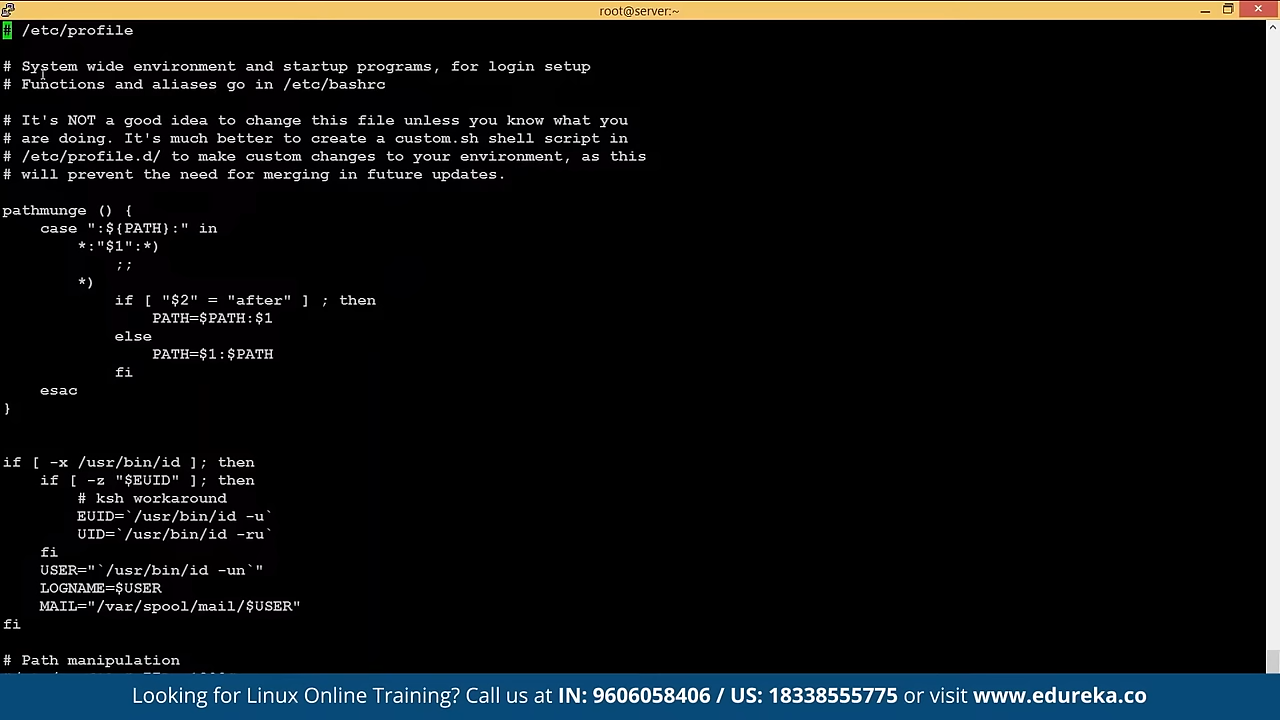 root@server:~
# /etc/profile
# System wide environment and startup programs, for login setup
# Functions and aliases go in /etc/bashrc
# It's NOT a good idea to change this file unless you know what you
# are doing. It's much better to create a custom.sh shell script in
# /etc/profile.d/ to make custom changes to your environment, as this
# will prevent the need for merging in future updates.
pathmunge () {
    case ":${PATH}:" in
        *:"$1":*)
            ;;
        *)
            if [ "$2" = "after" ] ; then
                PATH=$PATH:$1
            else
                PATH=$1:$PATH
            fi
    esac
}
if [ -x /usr/bin/id ]; then
    if [ -z "$EUID" ]; then
        # ksh workaround
        EUID=`/usr/bin/id -u`
        UID=`/usr/bin/id -ru`
    fi
    USER="`/usr/bin/id -un`"
    LOGNAME=$USER
    MAIL="/var/spool/mail/$USER"
fi
# Path manipulation
Looking for Linux Online Training? Call us at IN: 9606058406 / US: 18338555775 or visit www.edureka.co